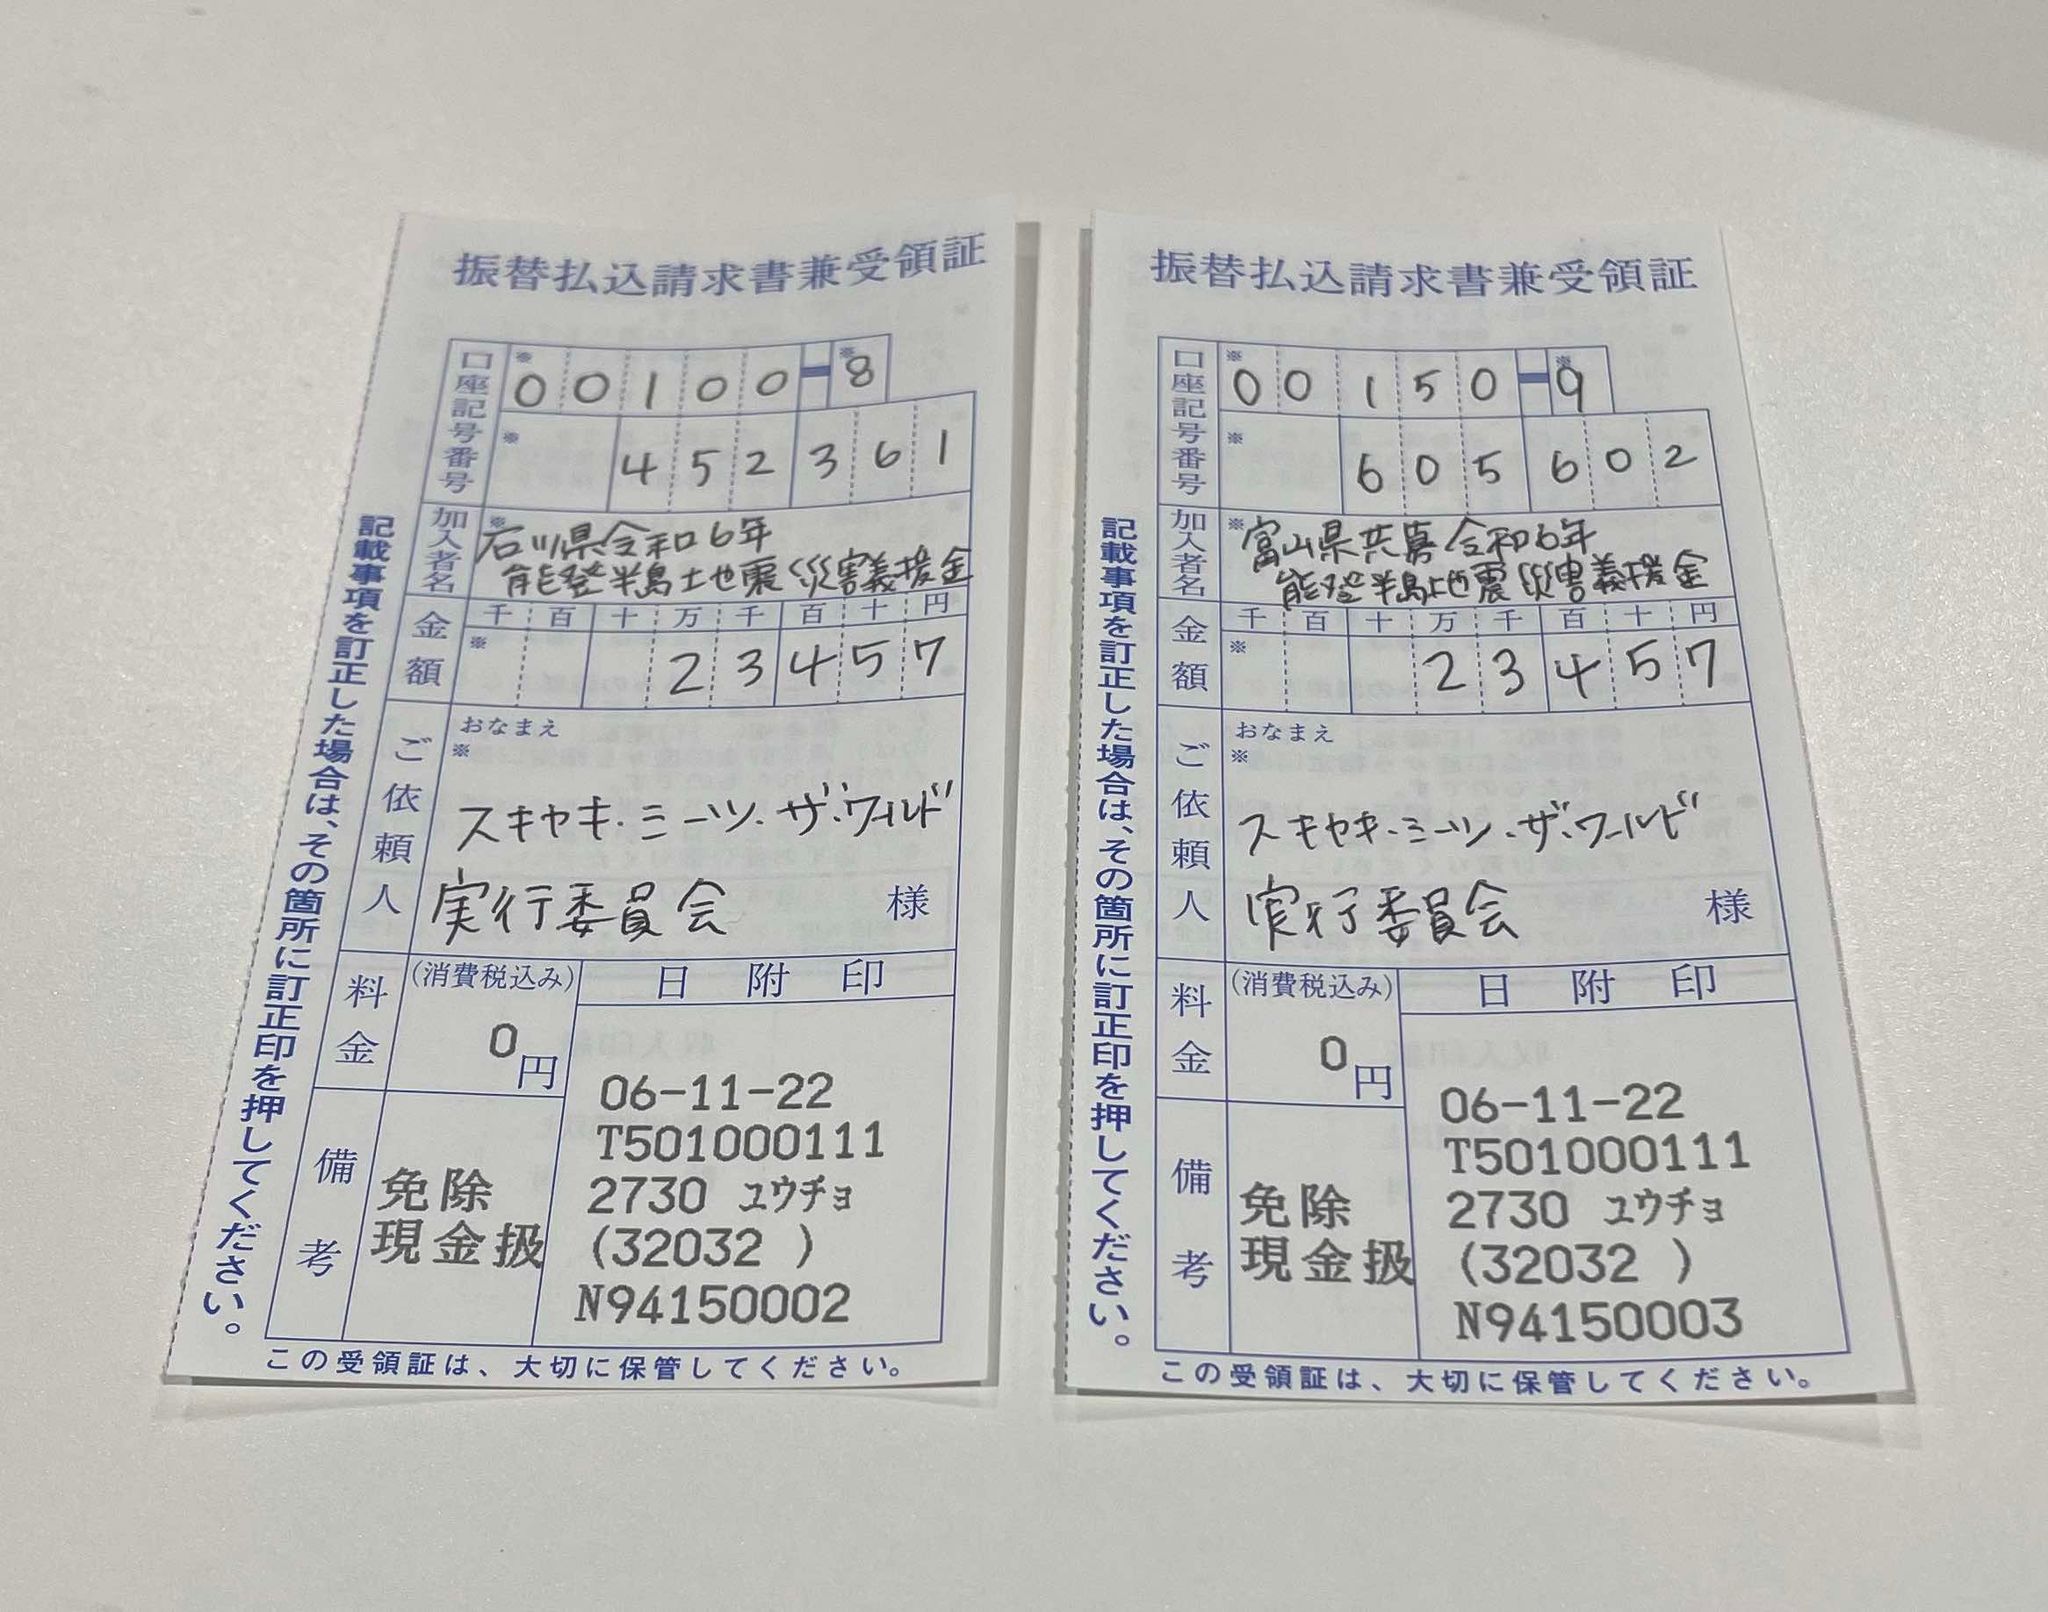 振替払込請求書兼受領証
口座記号番号
※ 00100-8
※ 452361
加入者名
※ 石川県令和6年
能登半島地震災害義援金
金額
千 百 十 万 千 百 十 円
※ 23457
ご依頼人
おなまえ
※
スキヤキ・ミーツ・ザ・ワールド
実行委員会 様
料金
(消費税込み)
0円
日附印
06-11-22
T501000111
2730 ユウチョ
(32032 )
N94150002
備考
免除
現金扱
記載事項を訂正した場合は、その箇所に訂正印を押してください。
この受領証は、大切に保管してください。
振替払込請求書兼受領証
口座記号番号
※ 00150-※9
※ 605602
加入者名
※ 富山県共募令和6年
能登半島地震災害義援金
金額
千 百 十 万 千 百 十 円
※ 23457
ご依頼人
おなまえ
※
スキヤキ・ミーツ・ザ・ワールド
実行委員会 様
料金
(消費税込み)
0円
日附印
06-11-22
T501000111
2730 ユウチョ
(32032 )
N94150003
備考
免除
現金扱
記載事項を訂正した場合は、その箇所に訂正印を押してください。
この受領証は、大切に保管してください。